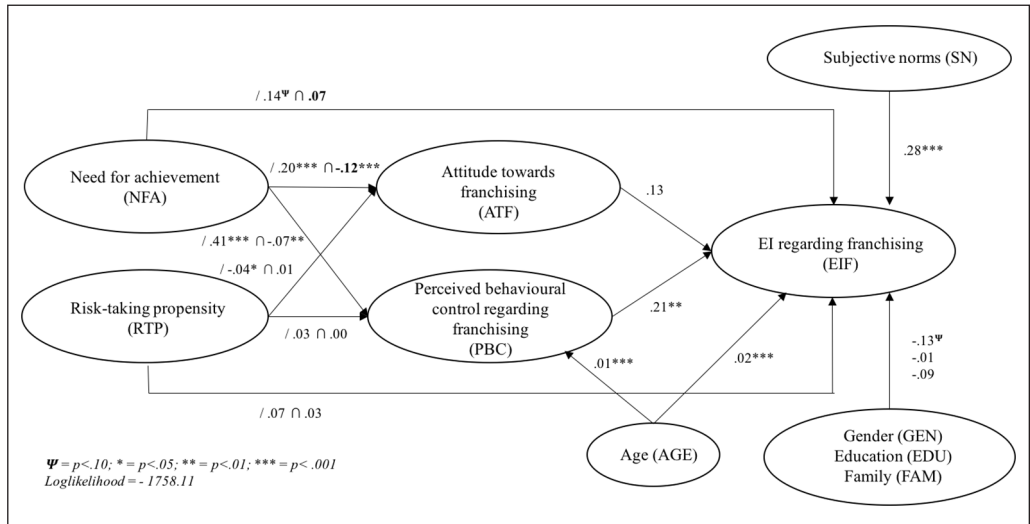 Subjective norms (SN)
/ .14Ψ ∩ .07
.28***
Need for achievement
(NFA)
/ .20*** ∩-.12***
Attitude towards
franchising
(ATF)
.13
/ .41*** ∩-.07**
/ -.04* ∩.01
EI regarding franchising
(EIF)
Risk-taking propensity
(RTP)
/ .03 ∩ .00
Perceived behavioural
control regarding
franchising
(PBC)
.21**
.01***
.02***
-.13Ψ
-.01
-.09
/ .07 ∩ .03
Age (AGE)
Gender (GEN)
Education (EDU)
Family (FAM)
Ψ = p<.10; * = p<.05; ** = p<.01; *** = p< .001
Loglikelihood = - 1758.11